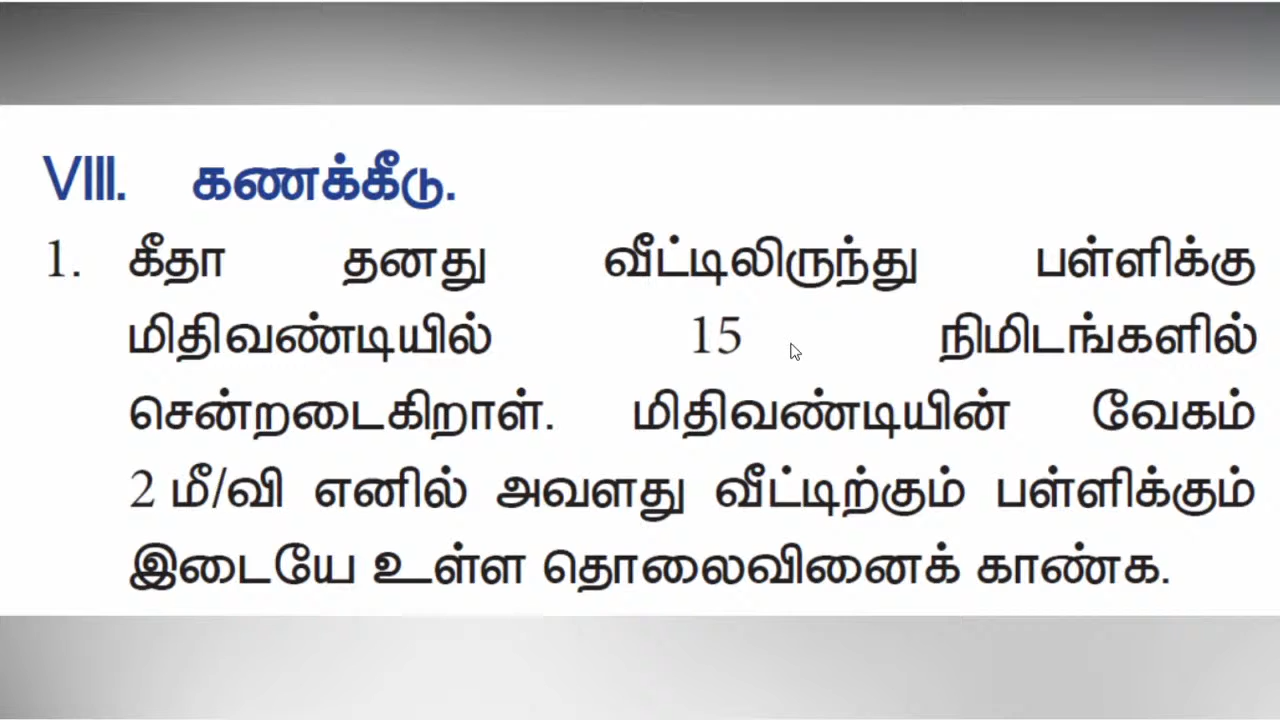 VIII. கணக்கீடு.
1. கீதா தனது வீட்டிலிருந்து பள்ளிக்கு
மிதிவண்டியில் 15 நிமிடங்களில்
சென்றடைகிறாள். மிதிவண்டியின் வேகம்
2 மீ/வி எனில் அவளது வீட்டிற்கும் பள்ளிக்கும்
இடையே உள்ள தொலைவினைக் காண்க.